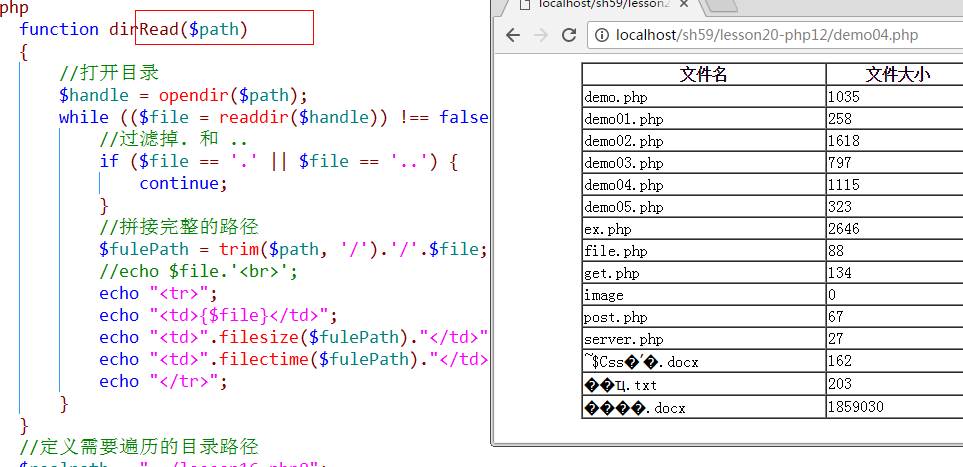 php
function dirRead($path)
{
//打开目录
$handle = opendir($path);
while (($file = readdir($handle)) !== false
//过滤掉. 和 ..
if ($file == '.' || $file == '..') {
continue;
}
//拼接完整的路径
$fulePath = trim($path, '/').'/'.$file;
//echo $file.'<br>';
echo "<tr>";
echo "<td>{$file}</td>";
echo "<td>".filesize($fulePath)."</td>"
echo "<td>".filectime($fulePath)."</td>
echo "</tr>";
}
}
//定义需要遍历的目录路径
localhost/sh59/lesson2
localhost/sh59/lesson20-php12/demo04.php
文件名 文件大小
demo.php 1035
demo01.php 258
demo02.php 1618
demo03.php 797
demo04.php 1115
demo05.php 323
ex.php 2646
file.php 88
get.php 134
image 0
post.php 67
server.php 27
~$Css�ʹ�.docx 162
��ҵ.txt 203
����.docx 1859030